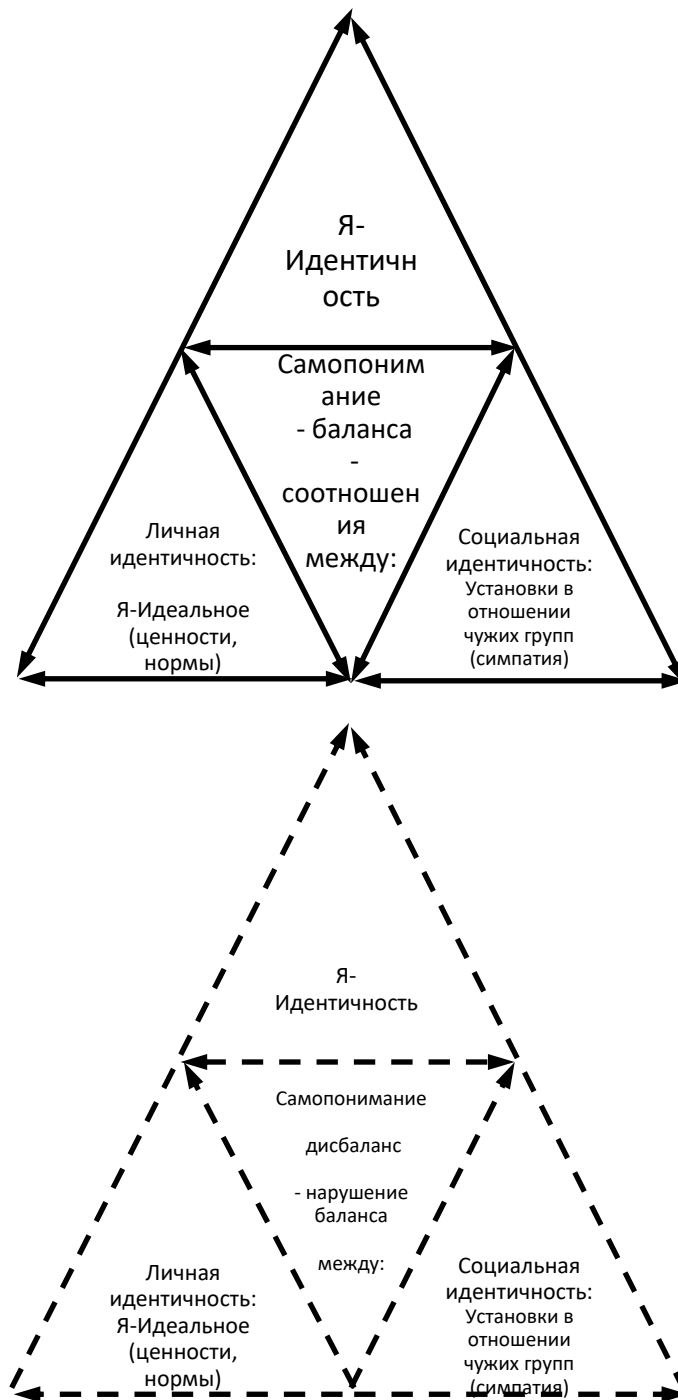 Я-
Идентичн
ость
Самопоним
ание
- баланса
-
соотношен
ия
между:
Личная
идентичность:
Я-Идеальное
(ценности,
нормы)
Социальная
идентичность:
Установки в
отношении
чужих групп
(симпатия)
Я-
Идентичность
Самопонимание
дисбаланс
- нарушение
баланса
между:
Личная
идентичность:
Я-Идеальное
(ценности,
нормы)
Социальная
идентичность:
Установки в
отношении
чужих групп
(симпатия)